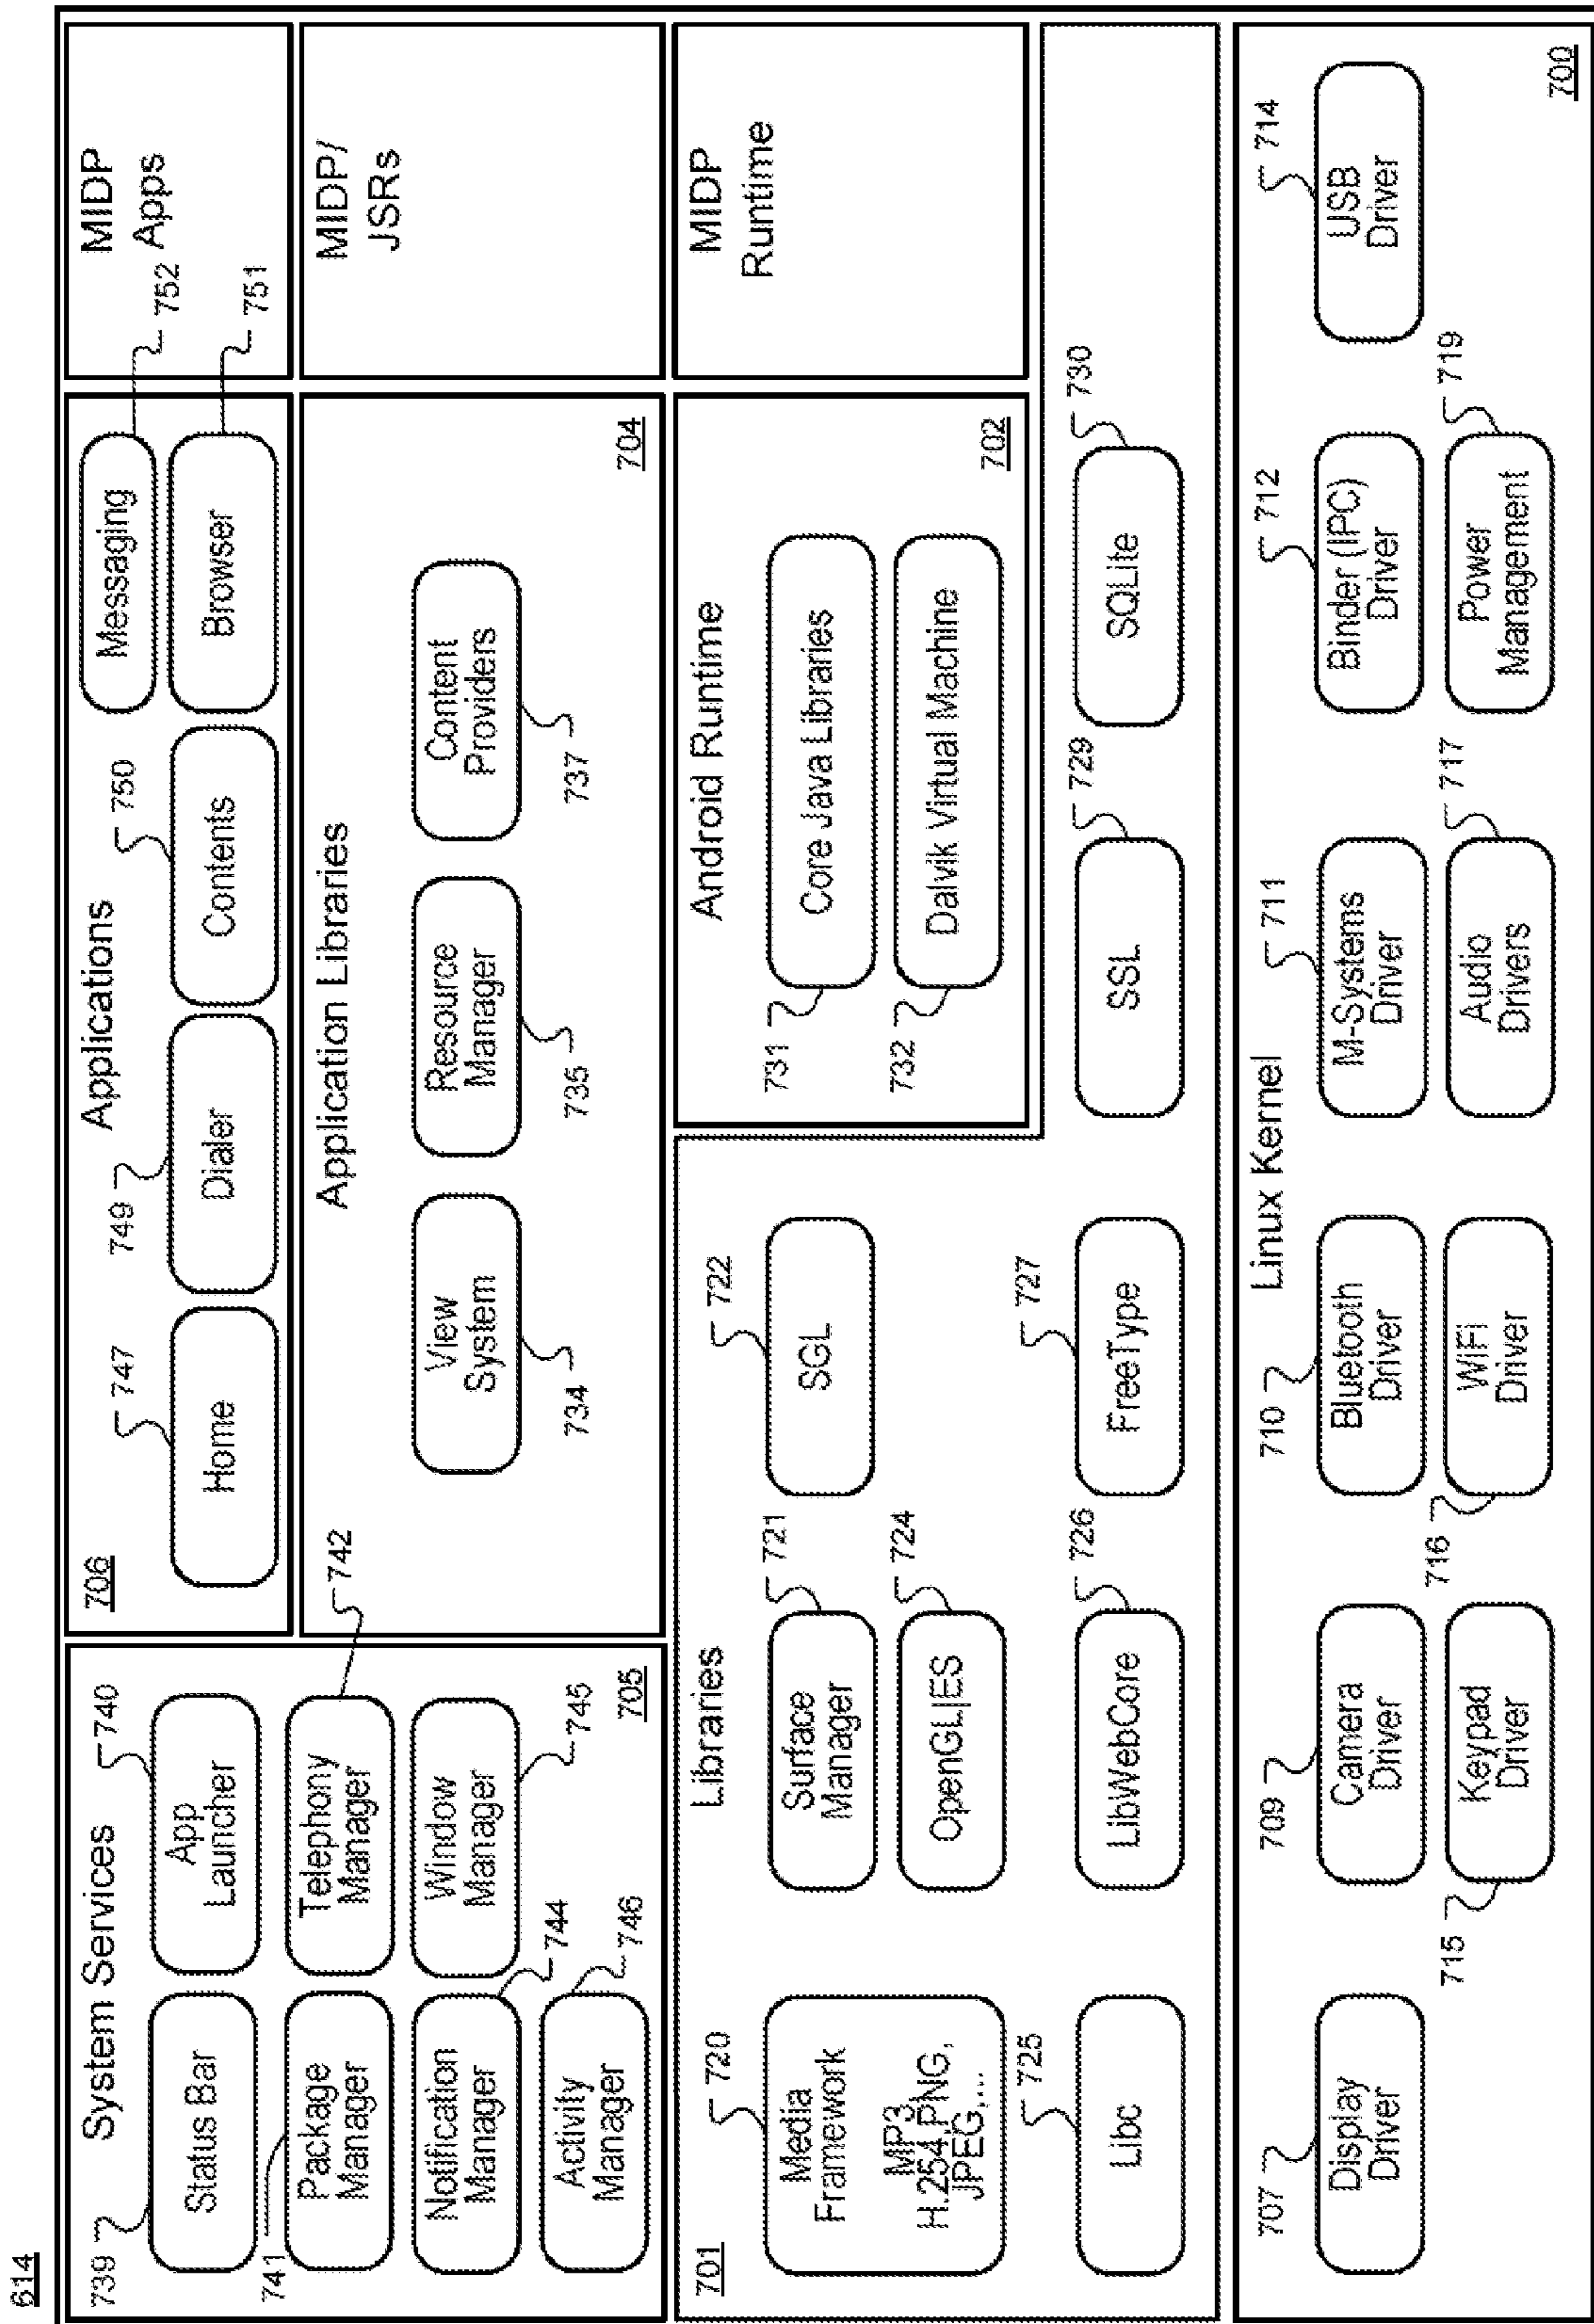 614
System Services
739
740
Status Bar
App
Launcher
741
742
Package
Manager
Telephony
Manager
Notification
Manager
Window
Manager
744
745
Activity
Manager
746
705
706
Applications
747
749
750
Home
Dialer
Contents
Messaging
Browser
752
751
MIDP
Apps
Application Libraries
View
System
Resource
Manager
Content
Providers
734
735
737
704
MIDP/
JSRs
701
Libraries
720
721
722
Media
Framework
MP3,
H.254,PNG,
JPEG,...
Surface
Manager
SGL
724
OpenGL|ES
725
726
727
729
730
Libc
LibWebCore
FreeType
SSL
SQLite
Android Runtime
731
Core Java Libraries
732
Dalvik Virtual Machine
702
MIDP
Runtime
Linux Kernel
707
709
710
711
712
714
Display
Driver
Camera
Driver
Bluetooth
Driver
M-Systems
Driver
Binder (IPC)
Driver
USB
Driver
715
716
717
719
Keypad
Driver
WiFi
Driver
Audio
Drivers
Power
Management
700